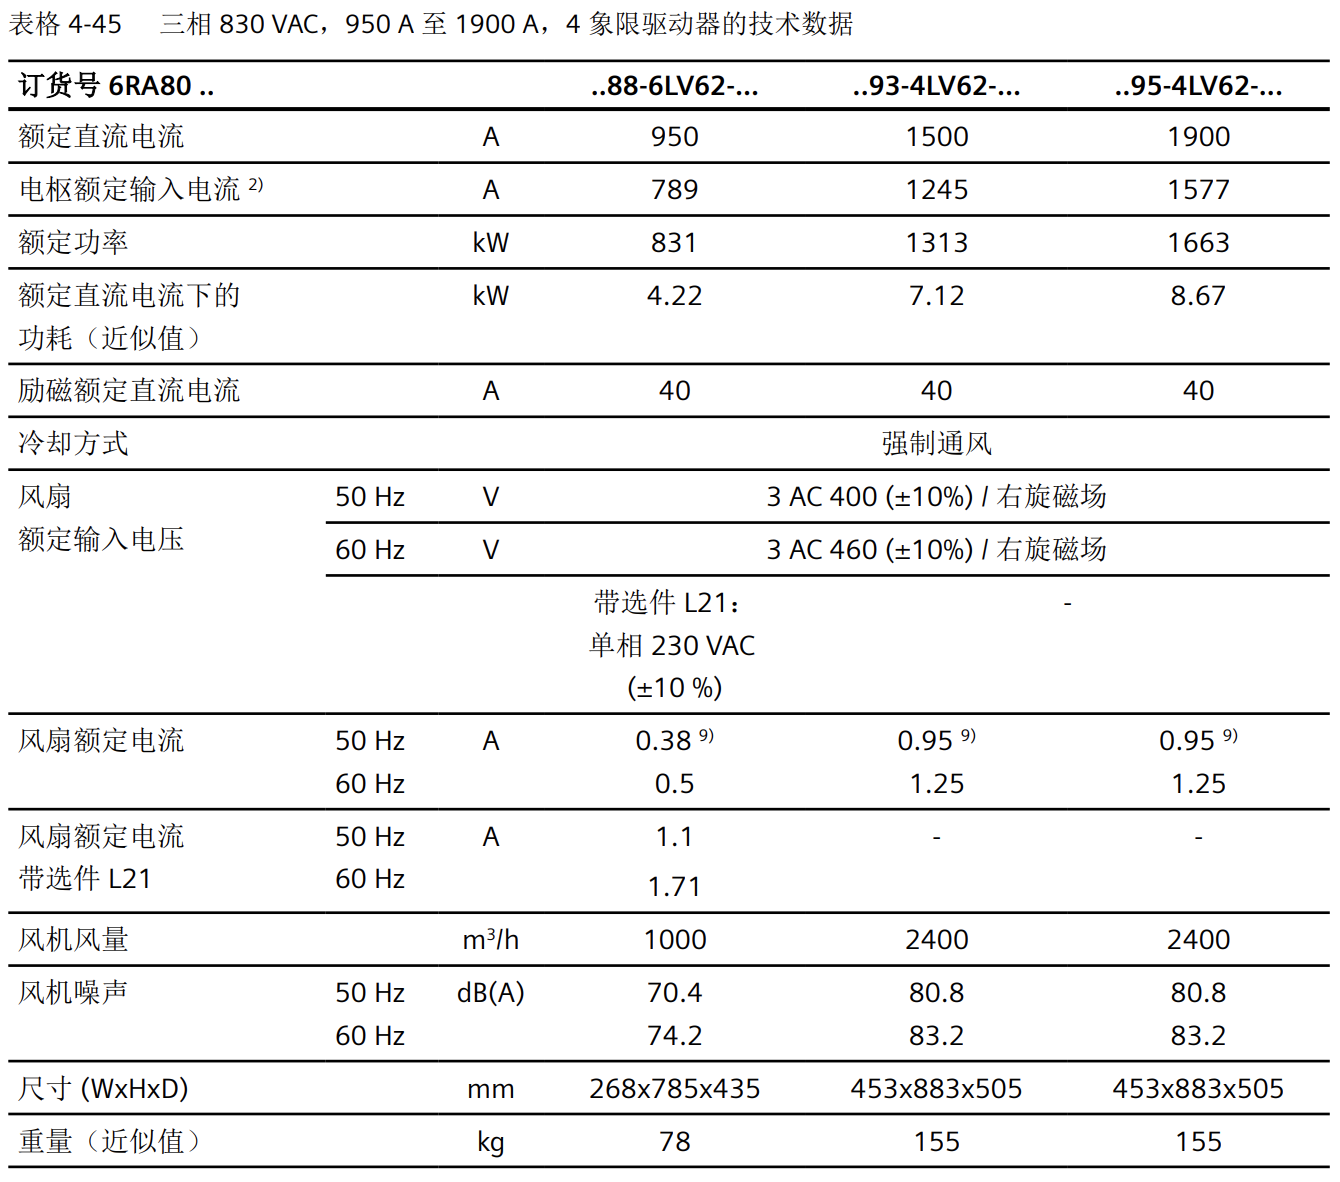 表格 4-45 三相 830 VAC，950 A 至 1900 A，4 象限驱动器的技术数据
订货号 6RA80 .. ..88-6LV62-... ..93-4LV62-... ..95-4LV62-...
额定直流电流 A 950 1500 1900
电枢额定输入电流 2) A 789 1245 1577
额定功率 kW 831 1313 1663
额定直流电流下的 kW 4.22 7.12 8.67
功耗（近似值）
励磁额定直流电流 A 40 40 40
冷却方式 强制通风
风扇 50 Hz V 3 AC 400 (±10%) / 右旋磁场
额定输入电压
60 Hz V 3 AC 460 (±10%) / 右旋磁场
带选件 L21： -
单相 230 VAC
(±10 %)
风扇额定电流 50 Hz A 0.38 9) 0.95 9) 0.95 9)
60 Hz 0.5 1.25 1.25
风扇额定电流 50 Hz A 1.1 - -
带选件 L21 60 Hz 1.71
风机风量 m³/h 1000 2400 2400
风机噪声 50 Hz dB(A) 70.4 80.8 80.8
60 Hz 74.2 83.2 83.2
尺寸 (WxHxD) mm 268x785x435 453x883x505 453x883x505
重量（近似值） kg 78 155 155